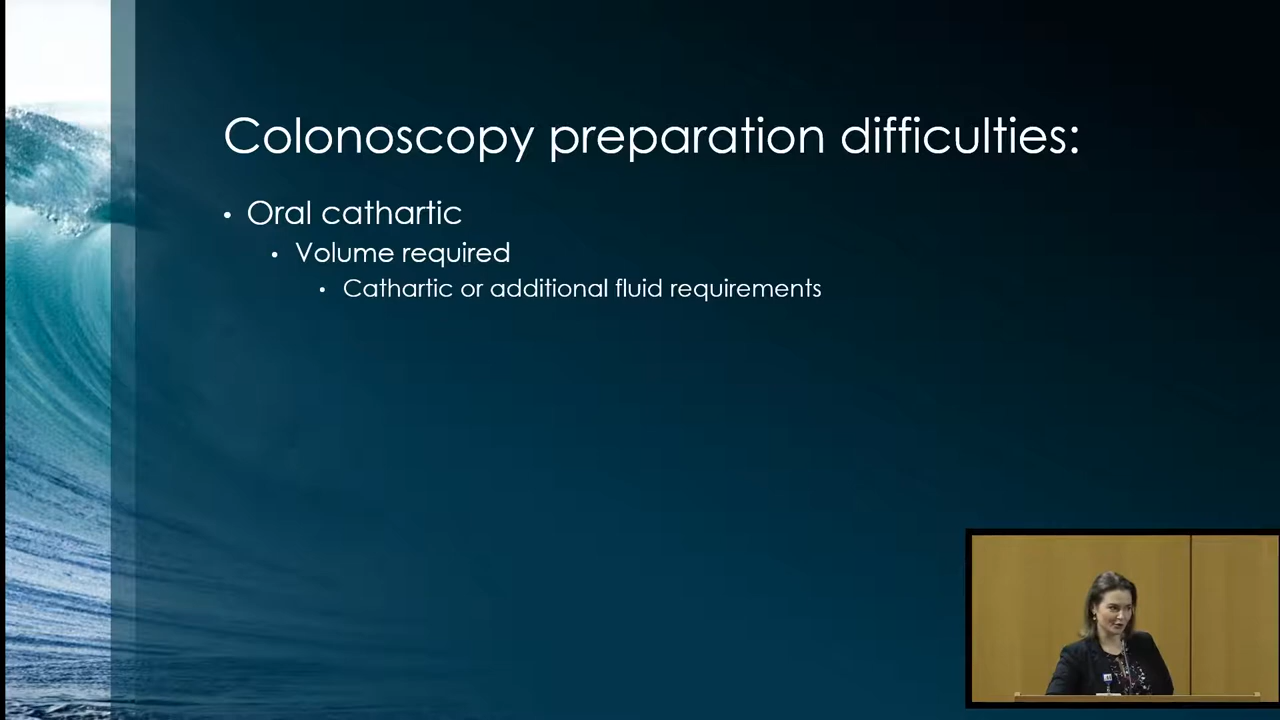 Colonoscopy preparation difficulties:
• Oral cathartic
• Volume required
• Cathartic or additional fluid requirements